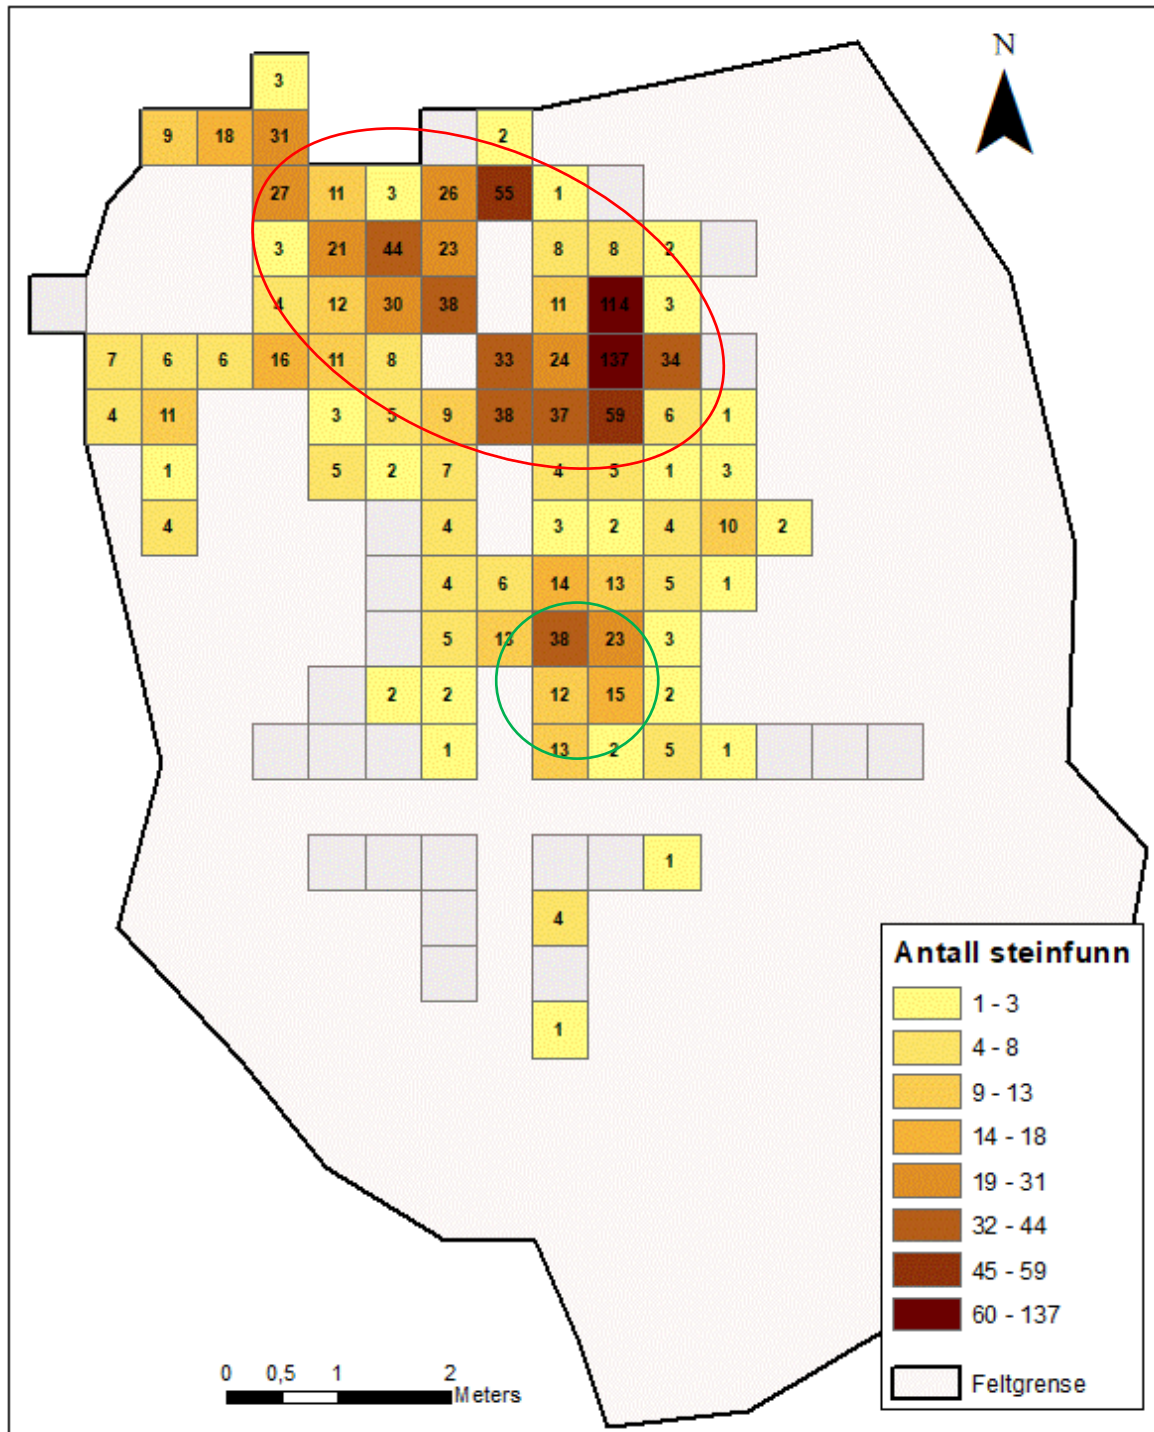 N
3
9 18 31 2
27 11 3 26 55 1
3 21 44 23 8 8 2
4 12 30 38 11 114 3
7 6 6 16 11 8 33 24 137 34
4 11 3 5 9 38 37 59 6 1
1 5 2 7 4 5 1 3
4 4 3 2 4 10 2
4 6 14 13 5 1
5 13 38 23 3
2 2 12 15 2
1 13 2 5 1
1
4
1
Antall steinfunn
1 - 3
4 - 8
9 - 13
14 - 18
19 - 31
32 - 44
45 - 59
60 - 137
Feltgrense
0 0,5 1 2
Meters